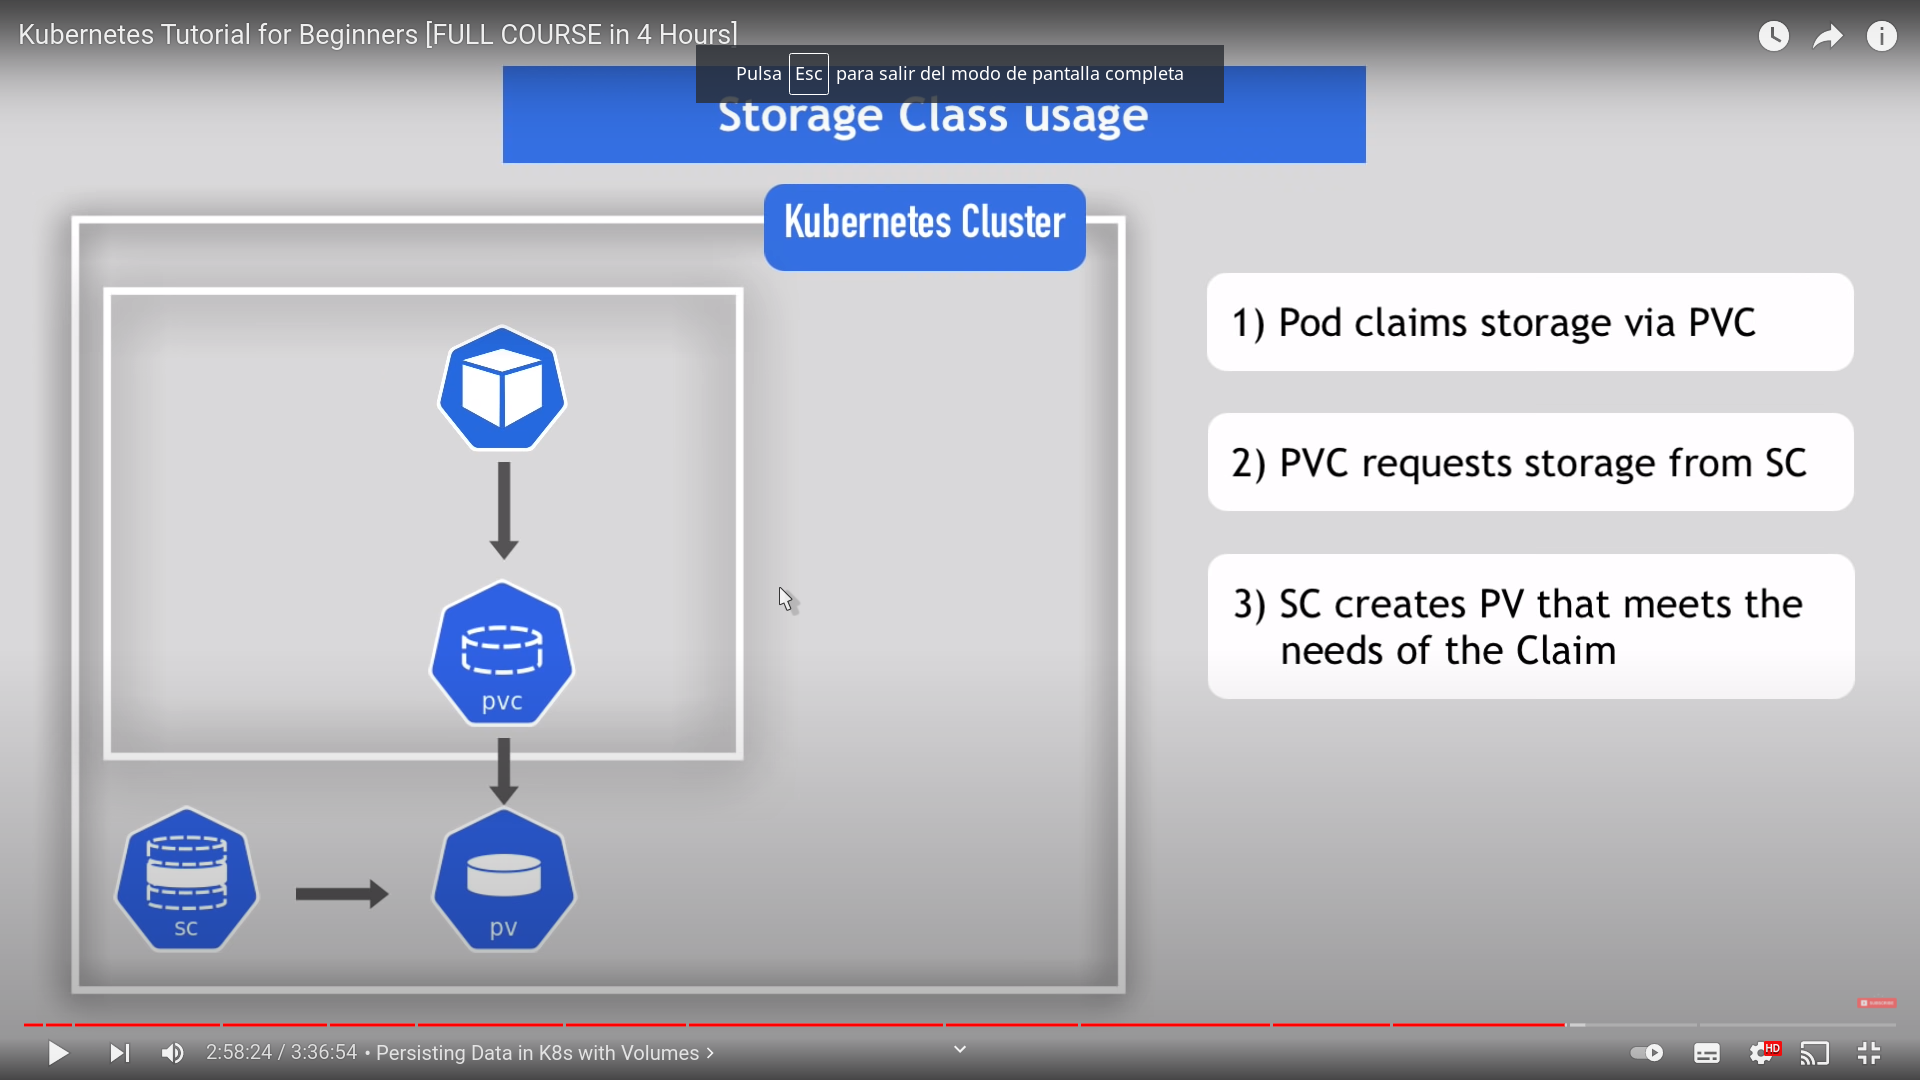 Kubernetes Tutorial for Beginners [FULL COURSE in 4 Hours]
Pulsa Esc para salir del modo de pantalla completa
Storage Class usage
Kubernetes Cluster
1) Pod claims storage via PVC
2) PVC requests storage from SC
3) SC creates PV that meets the
needs of the Claim
pvc
sc
pv
SUBSCRIBE
2:58:24 / 3:36:54 • Persisting Data in K8s with Volumes
HD